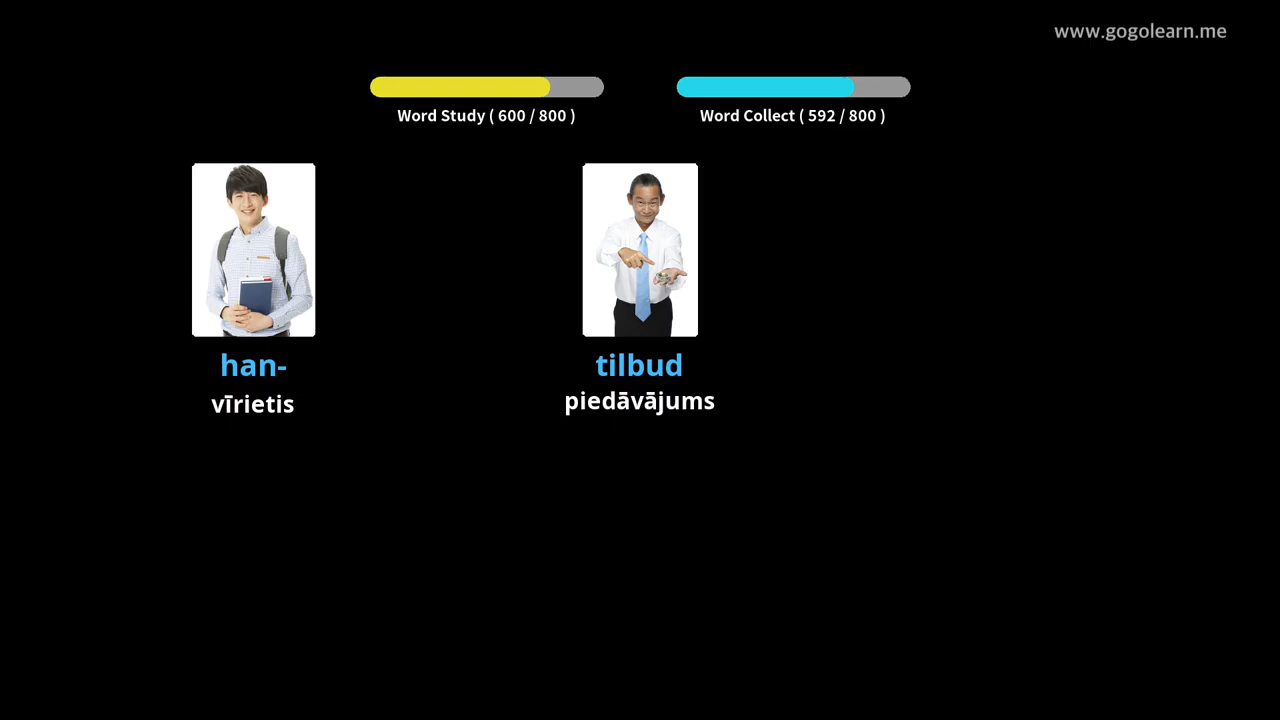 www.gogolearn.me
Word Study ( 600 / 800 )
Word Collect ( 592 / 800 )
han-
vīrietis
tilbud
piedāvājums